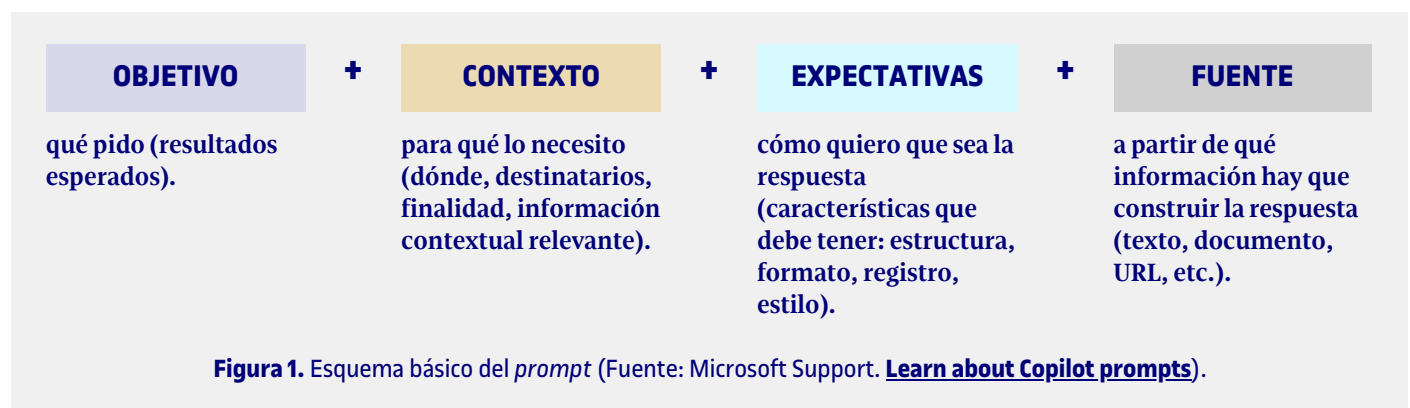 OBJETIVO + CONTEXTO + EXPECTATIVAS + FUENTE
qué pido (resultados
esperados).
para qué lo necesito
(dónde, destinatarios,
finalidad, información
contextual relevante).
cómo quiero que sea la
respuesta
(características que
debe tener: estructura,
formato, registro,
estilo).
a partir de qué
información hay que
construir la respuesta
(texto, documento,
URL, etc.).
Figura 1. Esquema básico del prompt (Fuente: Microsoft Support. Learn about Copilot prompts).